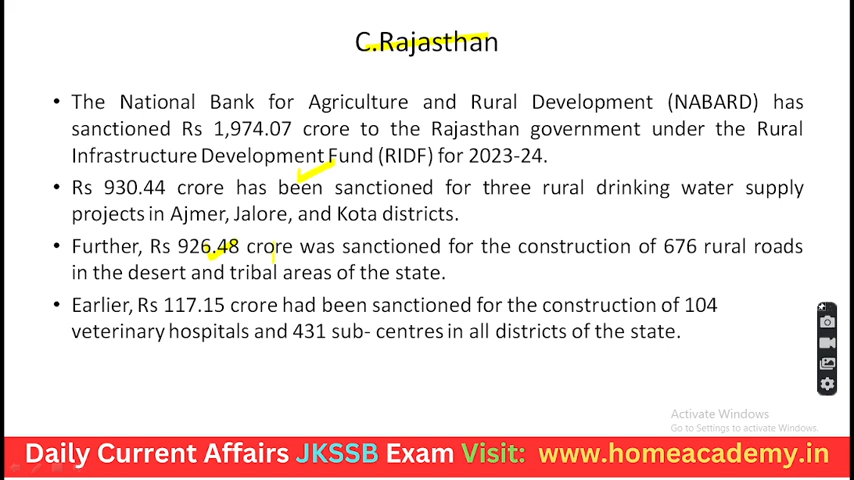 C.Rajasthan
• The National Bank for Agriculture and Rural Development (NABARD) has
sanctioned Rs 1,974.07 crore to the Rajasthan government under the Rural
Infrastructure Development Fund (RIDF) for 2023-24.
• Rs 930.44 crore has been sanctioned for three rural drinking water supply
projects in Ajmer, Jalore, and Kota districts.
• Further, Rs 926.48 crore was sanctioned for the construction of 676 rural roads
in the desert and tribal areas of the state.
• Earlier, Rs 117.15 crore had been sanctioned for the construction of 104
veterinary hospitals and 431 sub- centres in all districts of the state.
Activate Windows
Go to Settings to activate Windows.
Daily Current Affairs JKSSB Exam Visit: www.homeacademy.in